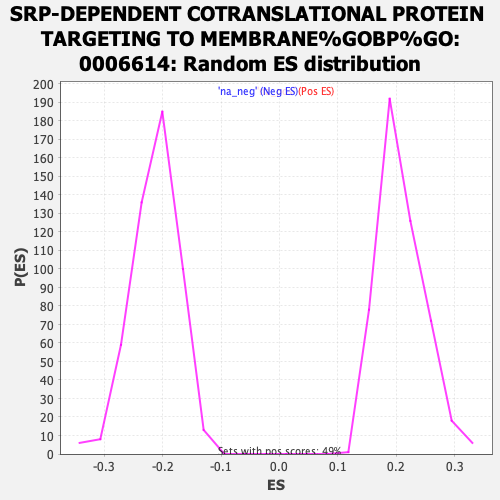 SRP-DEPENDENT COTRANSLATIONAL PROTEIN
TARGETING TO MEMBRANE%GOBP%GO:
0006614: Random ES distribution
'na_neg' (Neg ES)(Pos ES)
200
190
180
170
160
150
140
130
120
110
100
90
80
70
60
50
40
30
20
10
0
P(ES)
Sets with pos scores: 49%
-0.3 -0.2 -0.1 0.0 0.1 0.2 0.3
ES